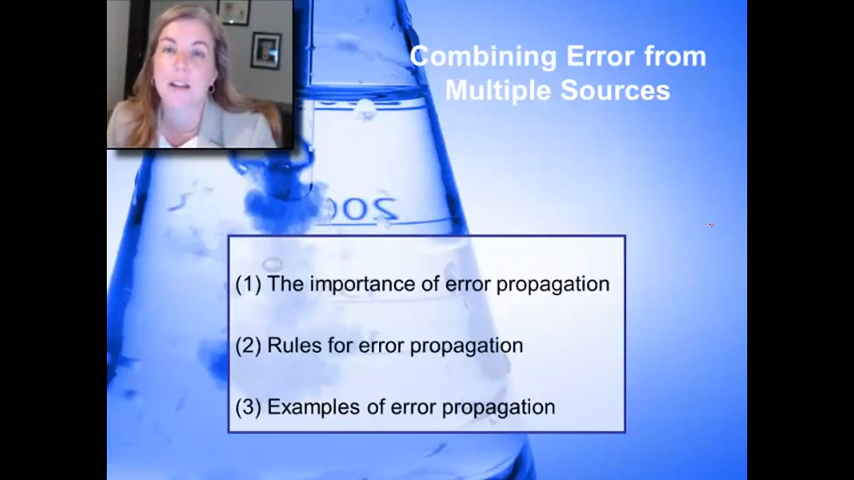 Combining Error from
Multiple Sources
200
(1) The importance of error propagation
(2) Rules for error propagation
(3) Examples of error propagation